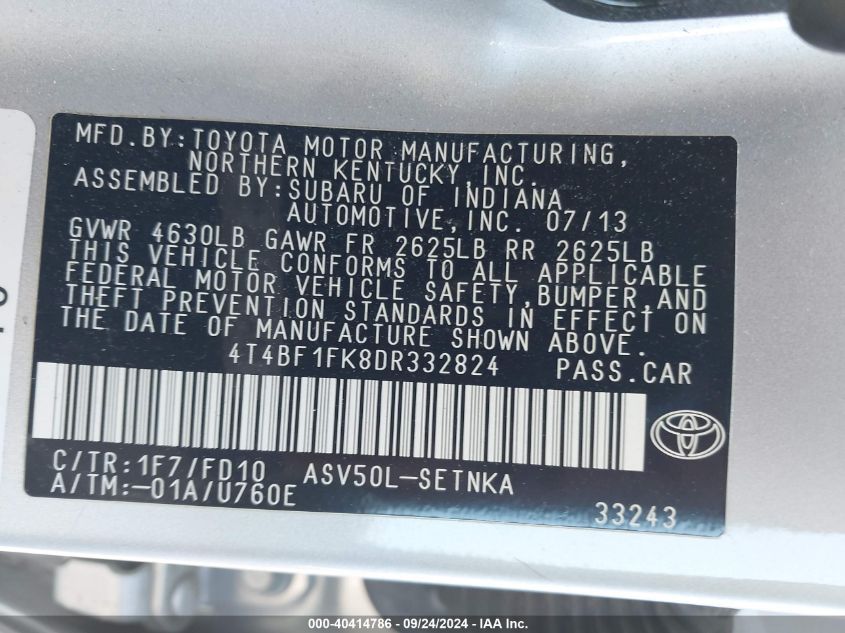 MFD.BY:TOYOTA MOTOR MANUFACTURING,
NORTHERN KENTUCKY,INC.
ASSEMBLED BY:SUBARU OF INDIANA
AUTOMOTIVE,INC. 07/13
GVWR 4630LB GAWR FR 2625LB RR 2625LB
THIS VEHICLE CONFORMS TO ALL APPLICABLE
FEDERAL MOTOR VEHICLE SAFETY,BUMPER,AND
THEFT PREVENTION STANDARDS IN EFFECT ON
THE DATE OF MANUFACTURE SHOWN ABOVE.
4T4BF1FK8DR332824 PASS.CAR
C/TR:1F7/FD10 ASV50L-SETNKA
A/TM:-01A/U760E
33243
000-40414786 - 09/24/2024 - IAA Inc.